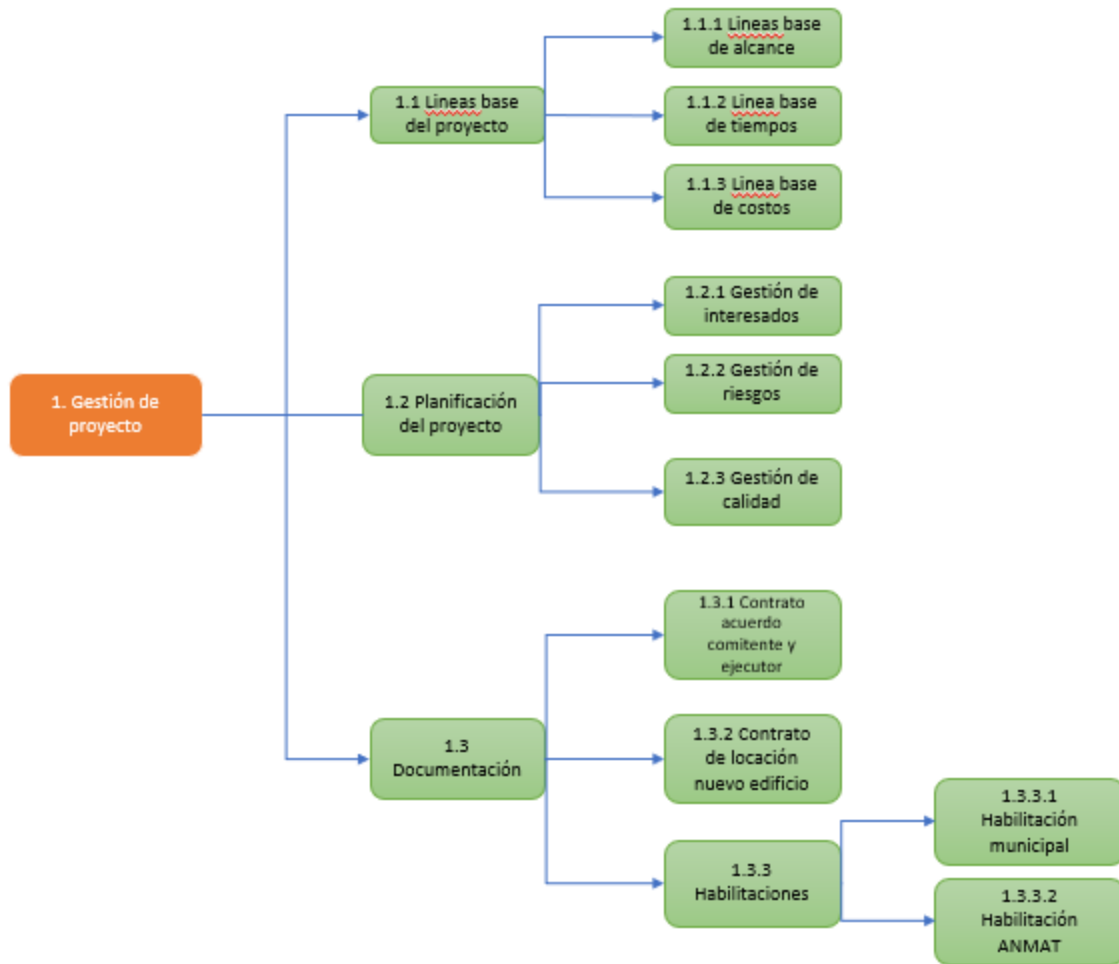 1.1.1 Lineas base
de alcance
1.1 Lineas base
del proyecto
1.1.2 Linea base
de tiempos
1.1.3 Linea base
de costos
1.2.1 Gestión de
interesados
1. Gestión de
proyecto
1.2 Planificación
del proyecto
1.2.2 Gestión de
riesgos
1.2.3 Gestión de
calidad
1.3.1 Contrato
acuerdo
comitente y
ejecutor
1.3
Documentación
1.3.2 Contrato
de locación
nuevo edificio
1.3.3
Habilitaciones
1.3.3.1
Habilitación
municipal
1.3.3.2
Habilitación
ANMAT